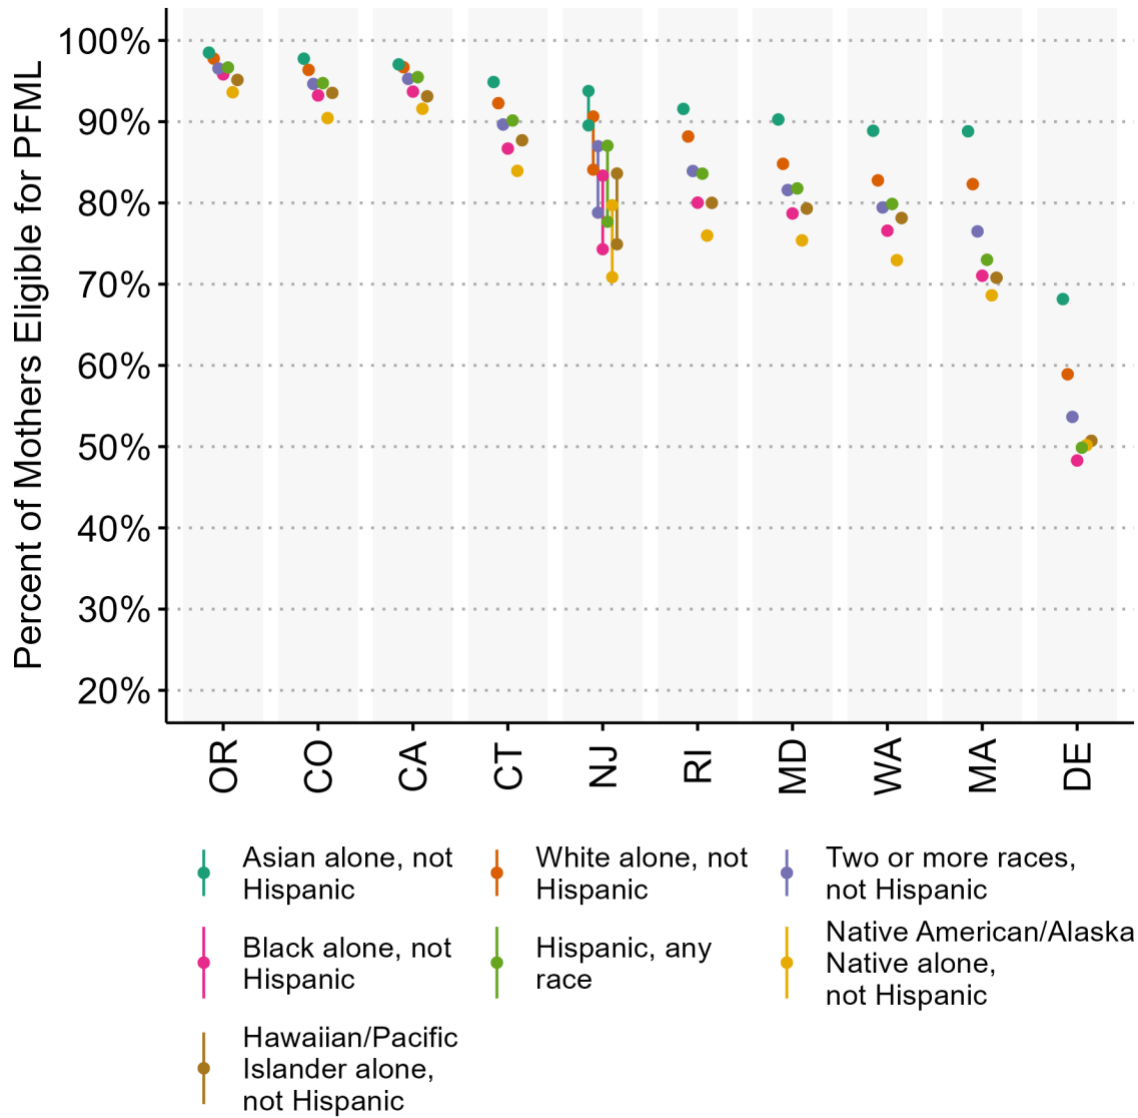 Percent of Mothers Eligible for PFML
100%
90%
80%
70%
60%
50%
40%
30%
20%
OR
CO
CA
CT
NJ
RI
MD
WA
MA
DE
Asian alone, not
Hispanic
White alone, not
Hispanic
Two or more races,
not Hispanic
Black alone, not
Hispanic
Hispanic, any
race
Native American/Alaska
Native alone,
not Hispanic
Hawaiian/Pacific
Islander alone,
not Hispanic